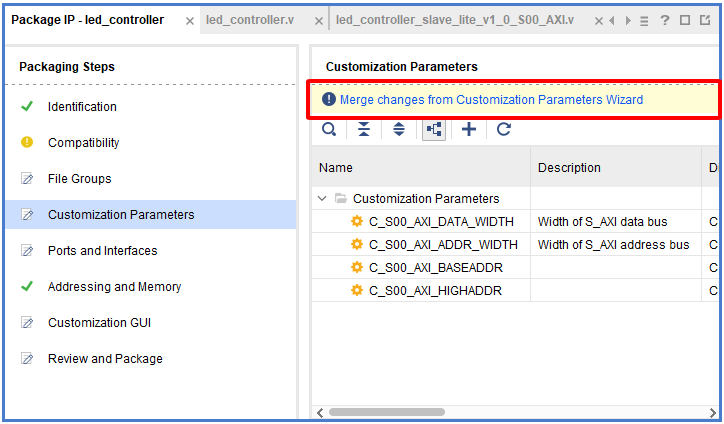 Package IP - led_controller × led_controller.v × led_controller_slave_lite_v1_0_S00_AXI.v × ?
Packaging Steps
Identification
Compatibility
File Groups
Customization Parameters
Ports and Interfaces
Addressing and Memory
Customization GUI
Review and Package
Customization Parameters
Merge changes from Customization Parameters Wizard
Name Description D
Customization Parameters
C_S00_AXI_DATA_WIDTH Width of S_AXI data bus C
C_S00_AXI_ADDR_WIDTH Width of S_AXI address bus C
C_S00_AXI_BASEADDR C
C_S00_AXI_HIGHADDR C